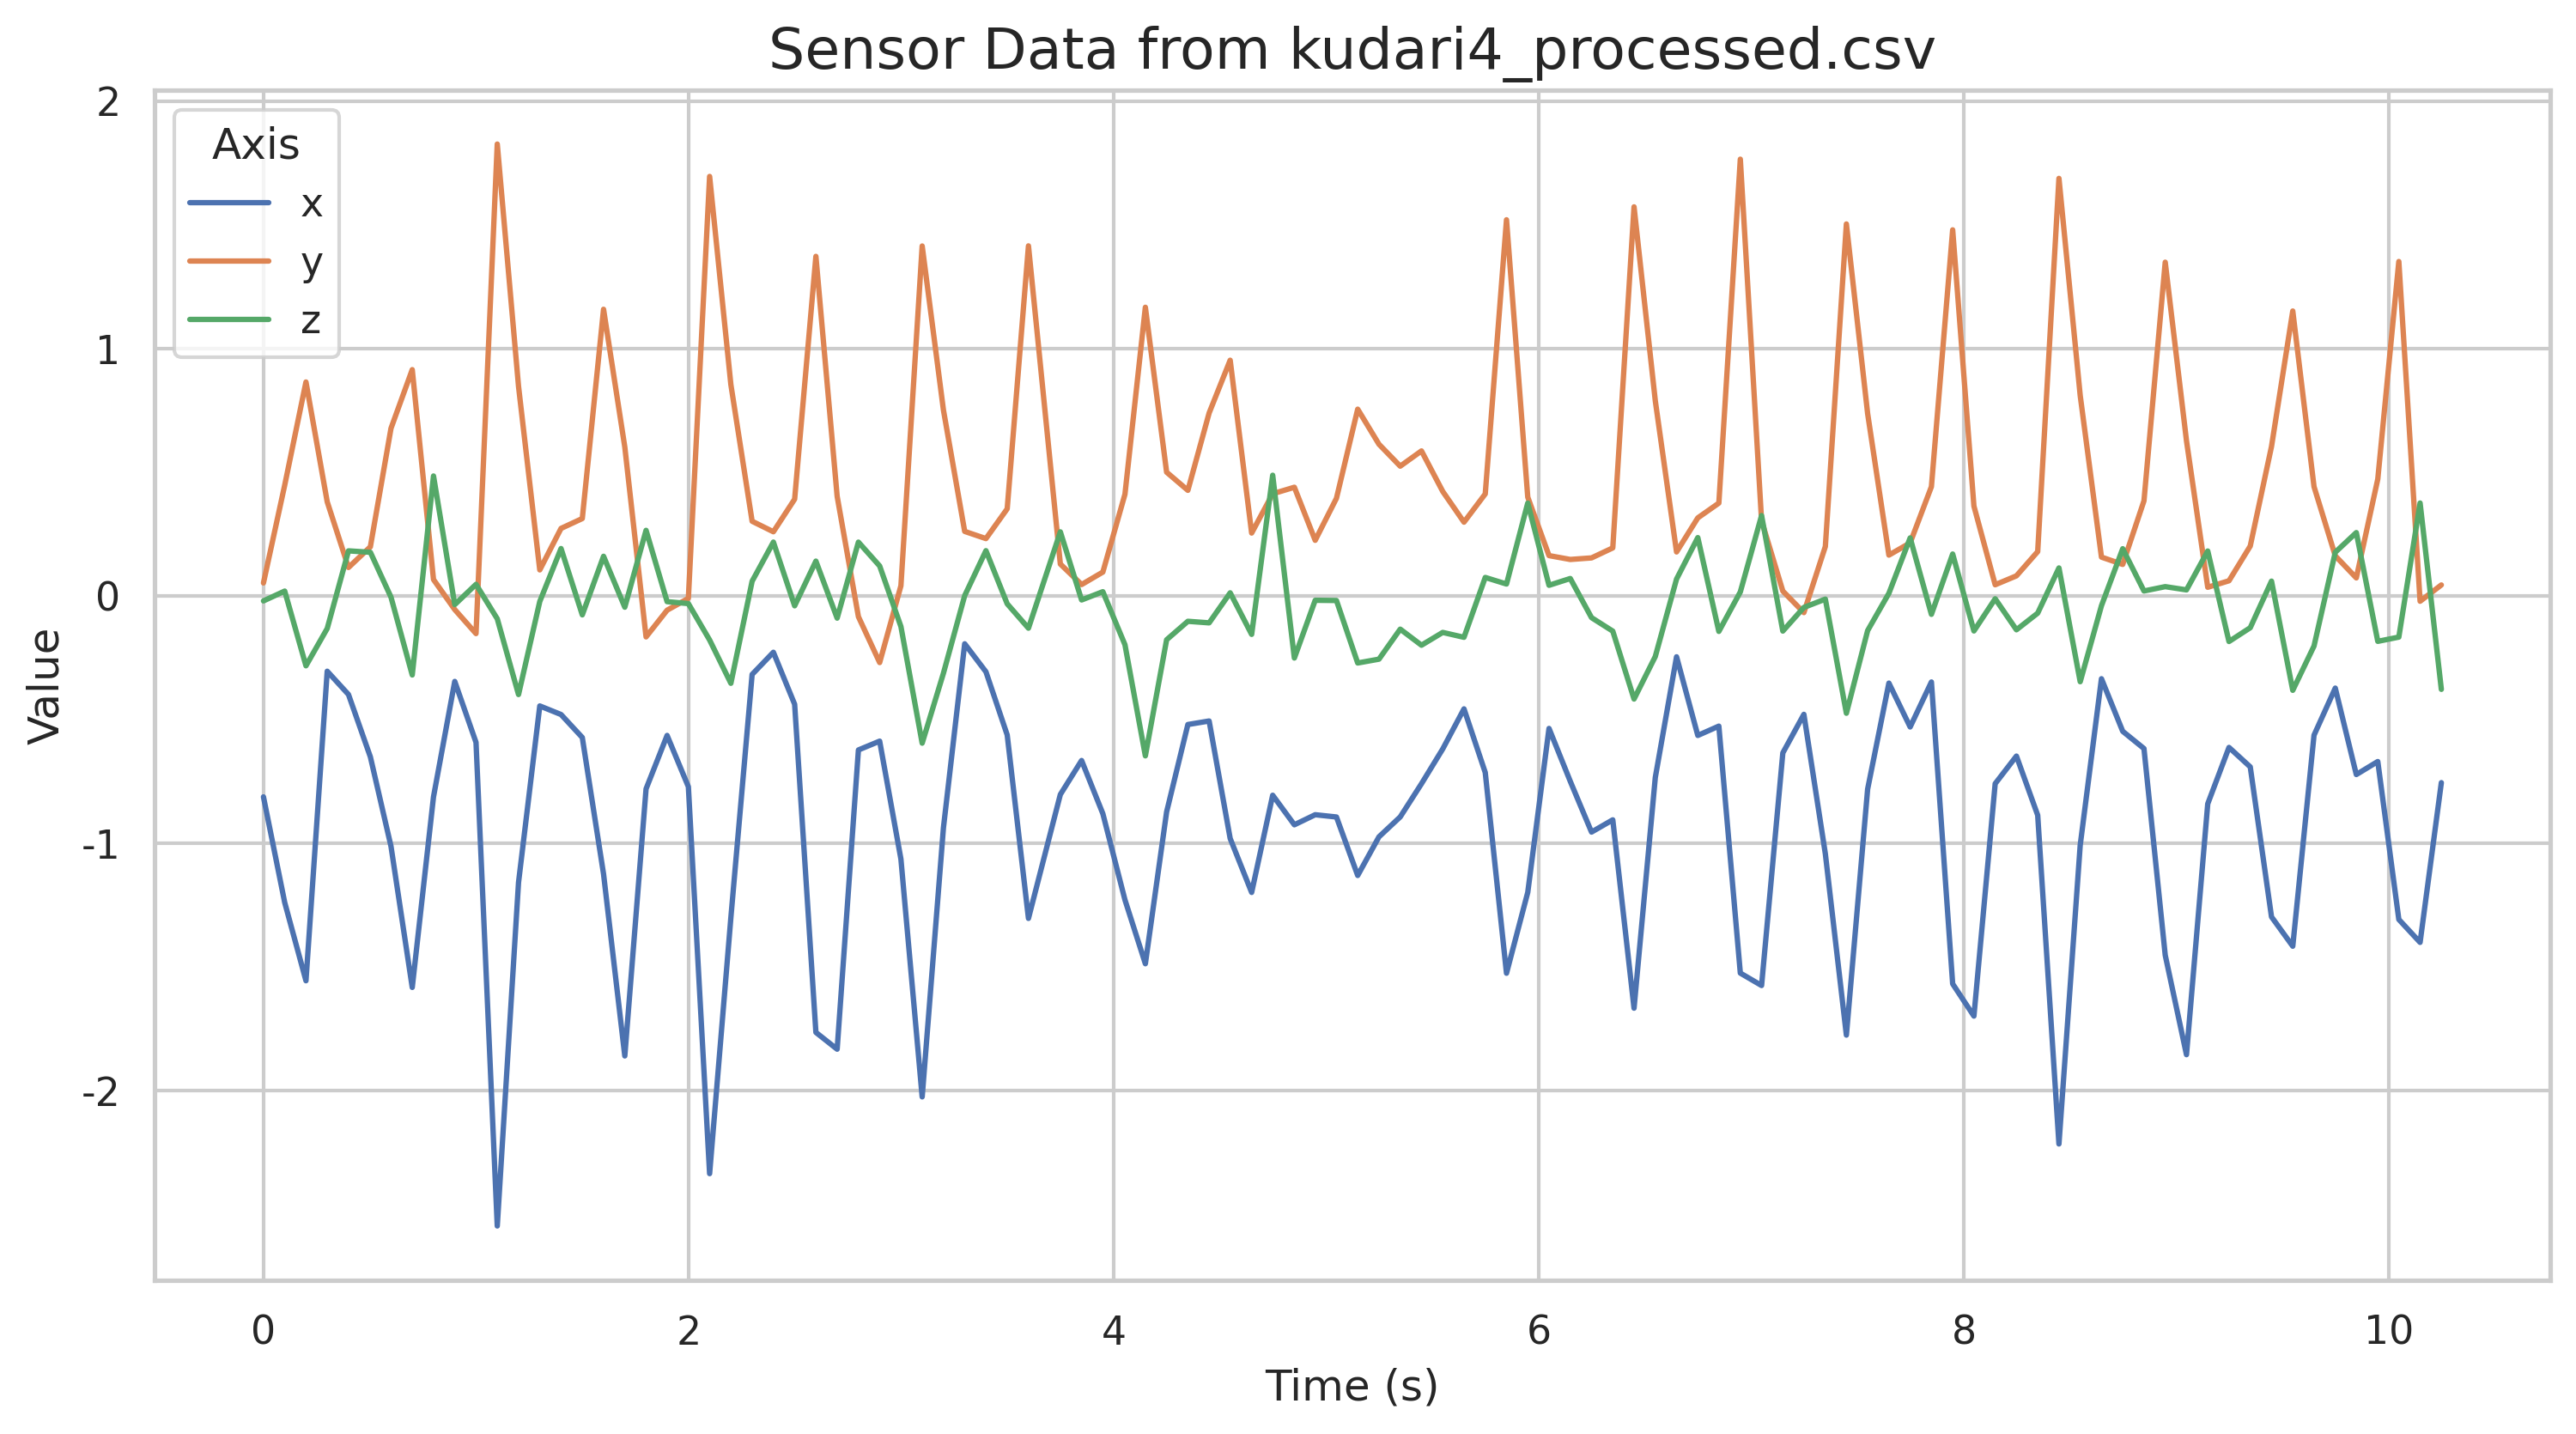 Sensor Data from kudari4_processed.csv
Axis
x
y
z
Value
2
1
0
-1
-2
0 2 4 6 8 10
Time (s)